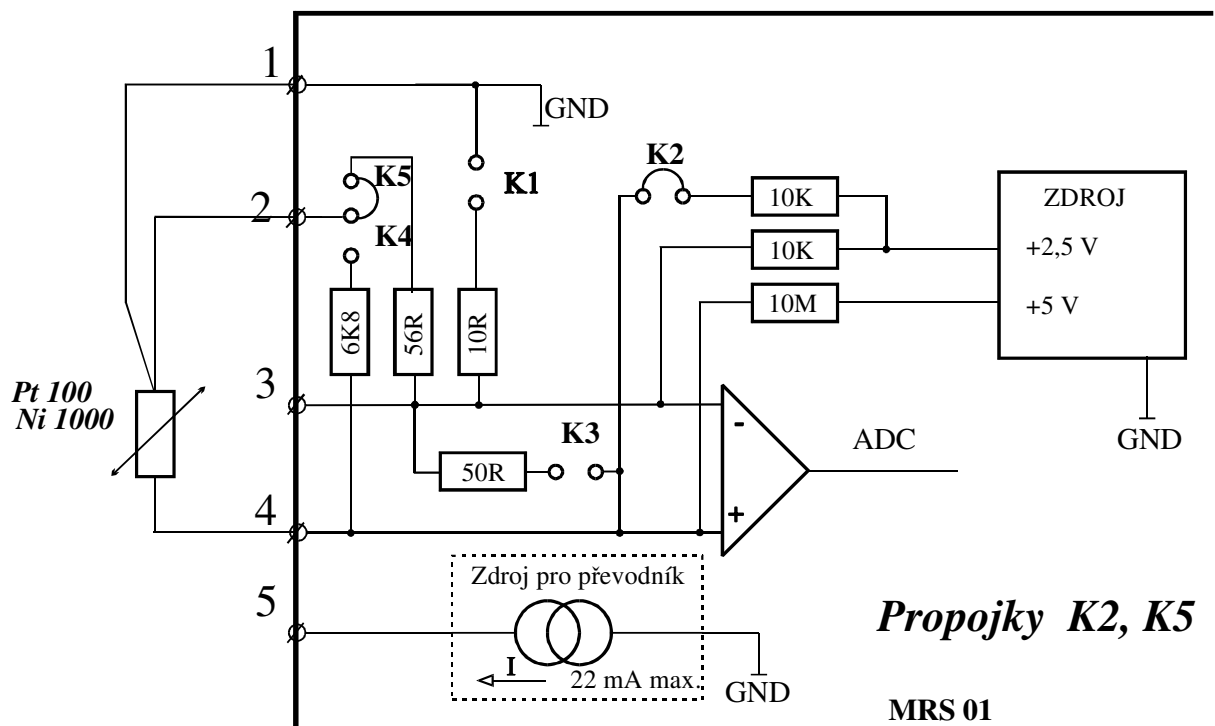 1
GND
K5
K1
K2
10K
ZDROJ
2
K4
10K
+2,5 V
10M
+5 V
6K8
56R
10R
Pt 100
Ni 1000
3
K3
-
ADC
GND
50R
4
+
Zdroj pro převodník
5
I
22 mA max.
GND
Propojky K2, K5
MRS 01